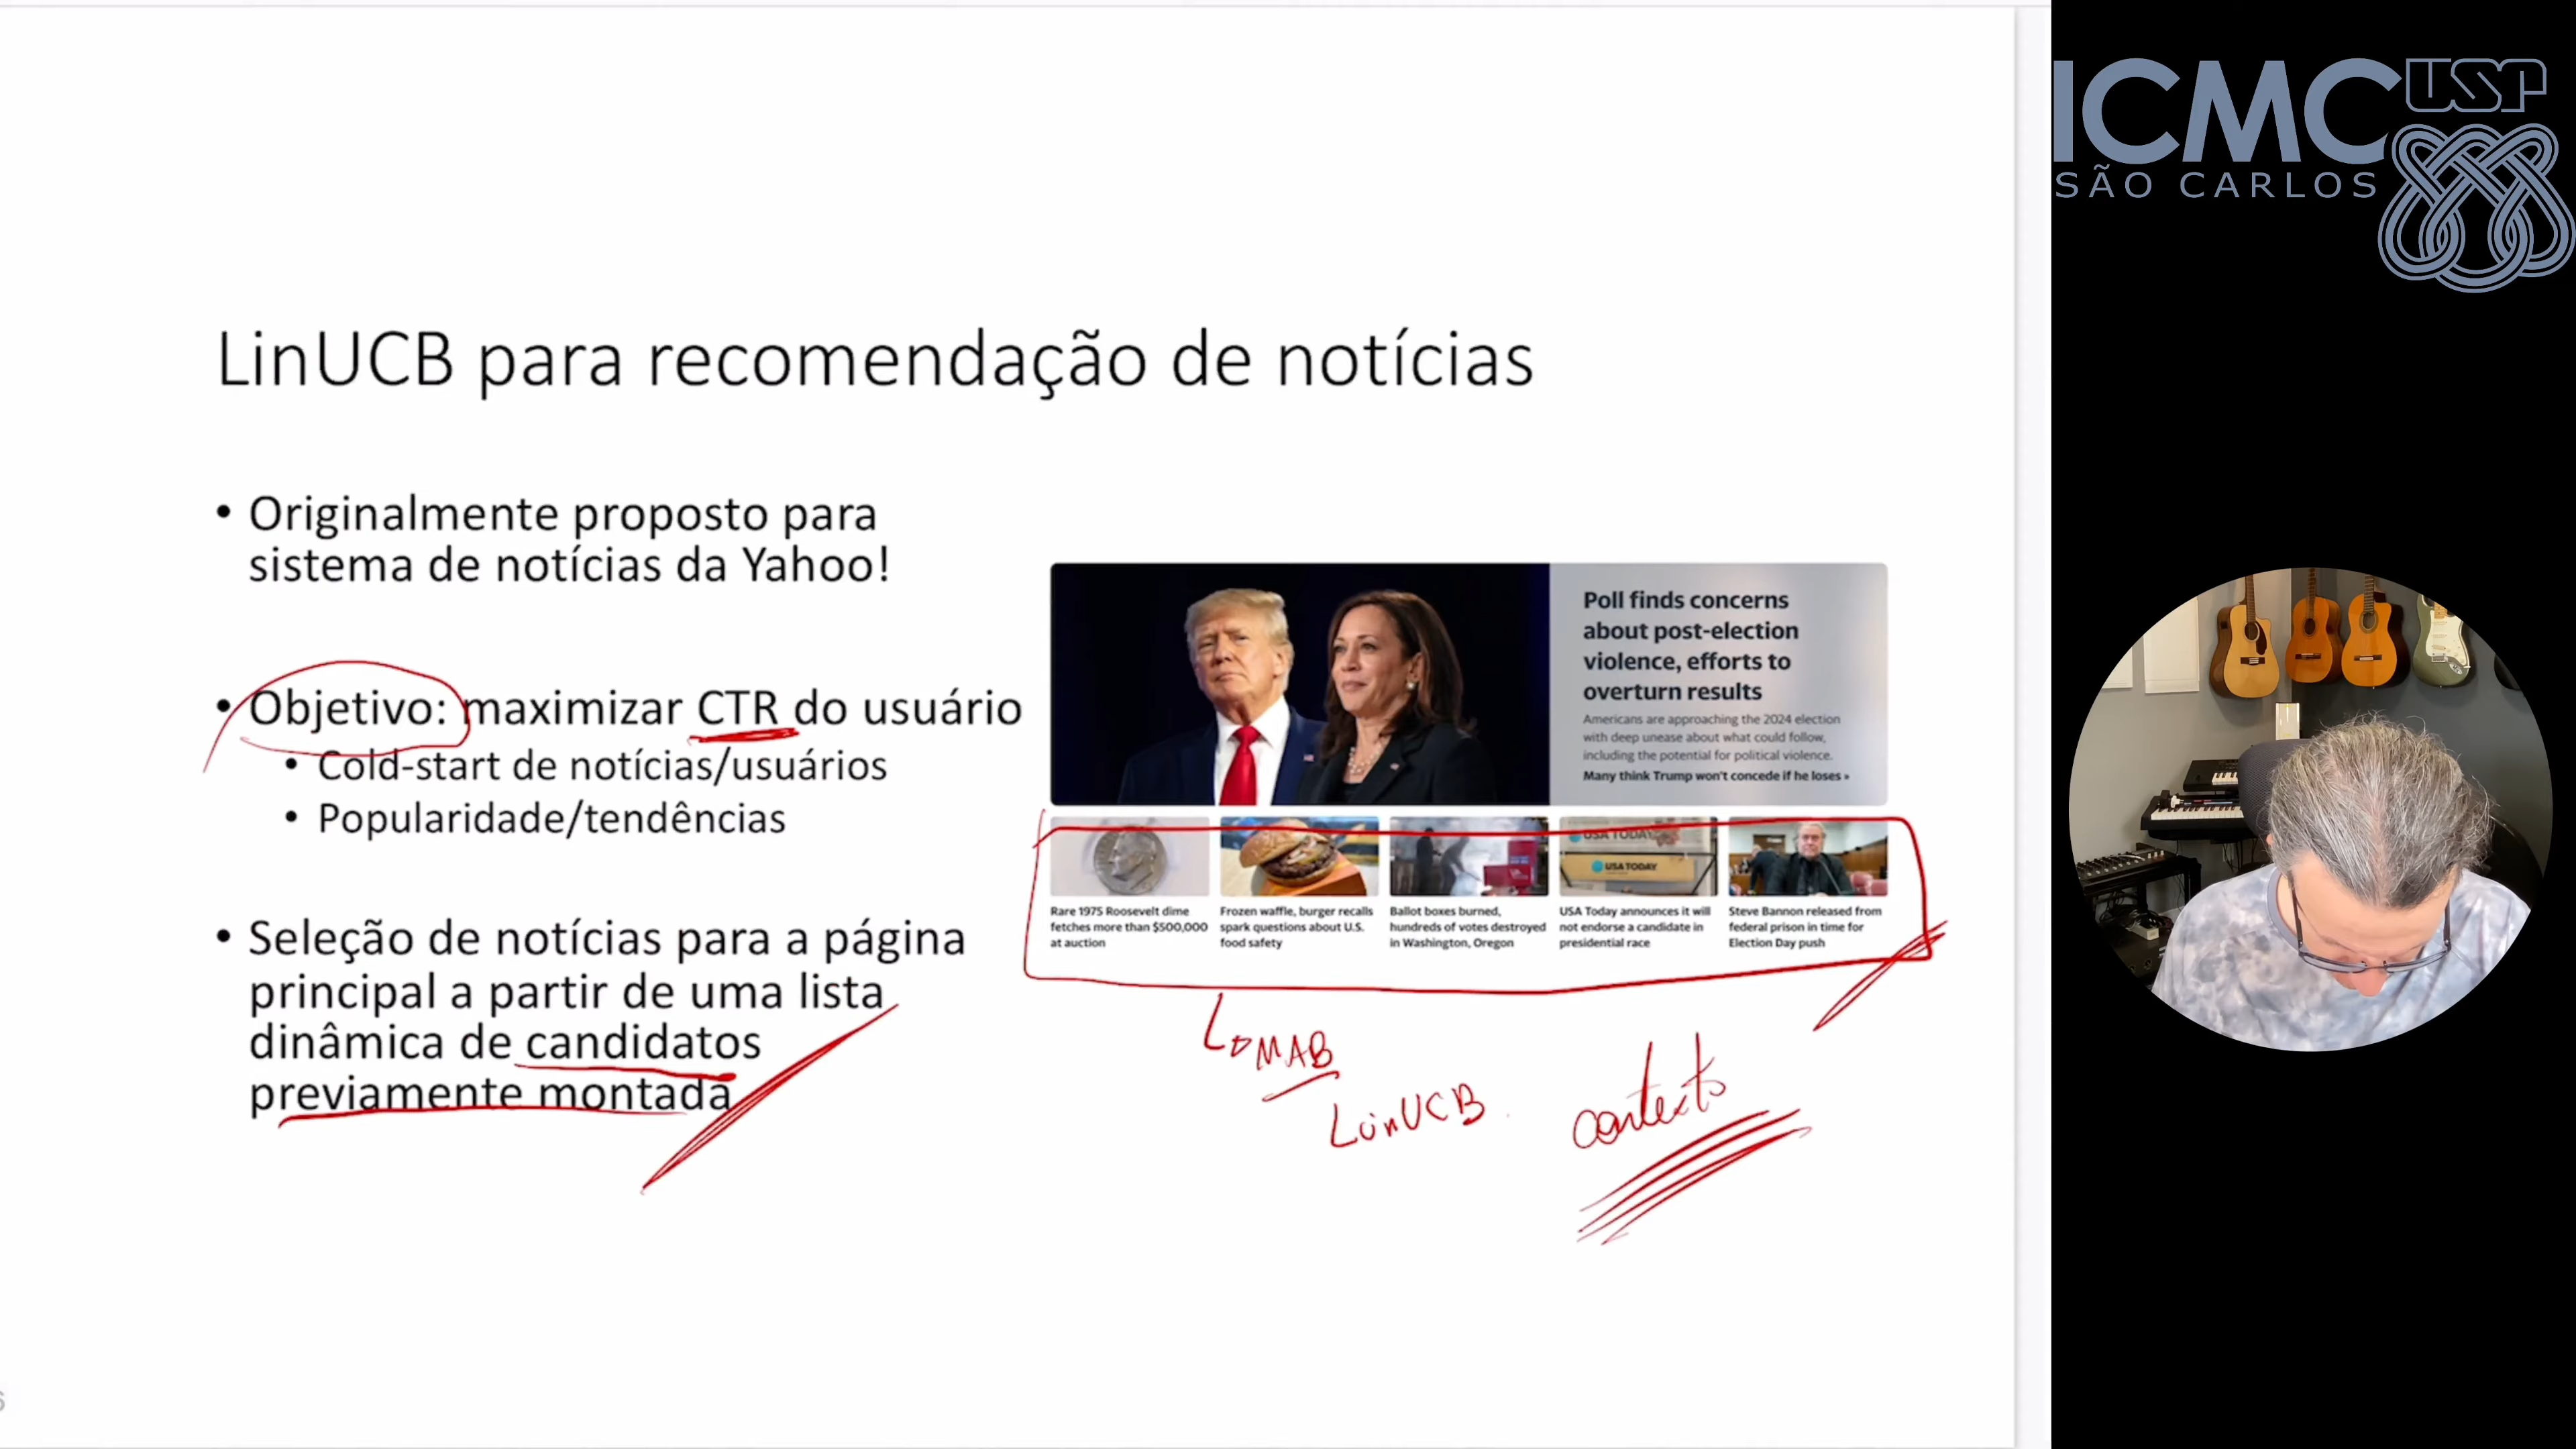 ICMC USP
SÃO CARLOS
LinUCB para recomendação de notícias
• Originalmente proposto para
sistema de notícias da Yahoo!
• Objetivo: maximizar CTR do usuário
• Cold-start de notícias/usuários
• Popularidade/tendências
• Seleção de notícias para a página
principal a partir de uma lista
dinâmica de candidatos
previamente montada
Poll finds concerns
about post-election
violence, efforts to
overturn results
Americans are approaching the 2024 election
with deep unease about what could follow,
including the potential for political violence.
Many think Trump won't concede if he loses »
USA TODAY
USA TODAY
Rare 1975 Roosevelt dime
fetches more than $500,000
at auction
Frozen waffle, burger recalls
spark questions about U.S.
food safety
Ballot boxes burned,
hundreds of votes destroyed
in Washington, Oregon
USA Today announces it will
not endorse a candidate in
presidential race
Steve Bannon released from
federal prison in time for
Election Day push
MAB
LinUCB
contexto